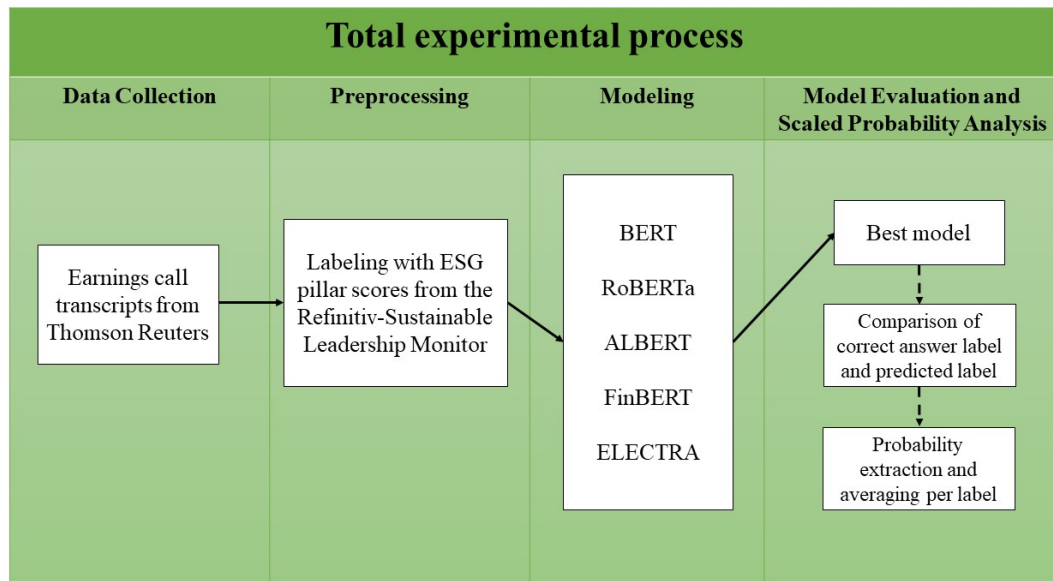 Total experimental process
Data Collection
Preprocessing
Modeling
Model Evaluation and
Scaled Probability Analysis
Earnings call
transcripts from
Thomson Reuters
Labeling with ESG
pillar scores from the
Refinitiv-Sustainable
Leadership Monitor
BERT
RoBERTa
ALBERT
FinBERT
ELECTRA
Best model
Comparison of
correct answer label
and predicted label
Probability
extraction and
averaging per label